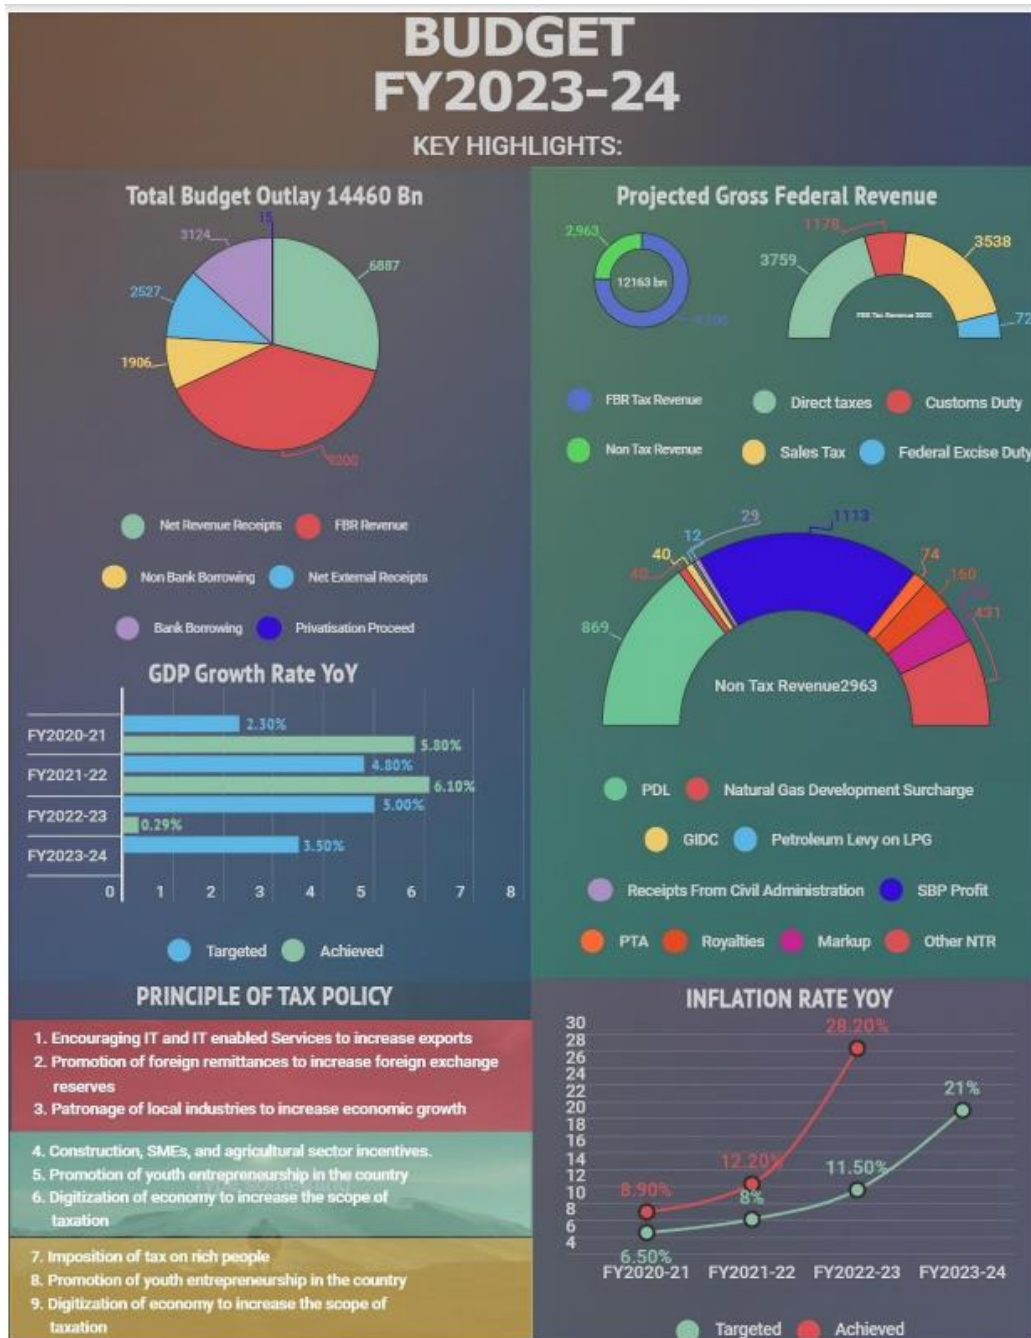 BUDGET
FY2023-24
KEY HIGHLIGHTS:
Total Budget Outlay 14460 Bn
15
3124
6887
2527
1906
9200
Net Revenue Receipts
FBR Revenue
Non Bank Borrowing
Net External Receipts
Bank Borrowing
Privatisation Proceed
Projected Gross Federal Revenue
2,963
12163 bn
1178
3759
3538
FBR Tax Revenue
72
FBR Tax Revenue
Direct taxes
Customs Duty
Non Tax Revenue
Sales Tax
Federal Excise Duty
29
1113
12
40
74
40
160
431
869
Non Tax Revenue2963
PDL
Natural Gas Development Surcharge
GIDC
Petroleum Levy on LPG
Receipts From Civil Administration
SBP Profit
PTA
Royalties
Markup
Other NTR
GDP Growth Rate YoY
2.30%
FY2020-21
5.80%
4.80%
FY2021-22
6.10%
5.00%
FY2022-23
0.29%
3.50%
FY2023-24
0 1 2 3 4 5 6 7 8
Targeted
Achieved
PRINCIPLE OF TAX POLICY
1. Encouraging IT and IT enabled Services to increase exports
2. Promotion of foreign remittances to increase foreign exchange
reserves
3. Patronage of local industries to increase economic growth
4. Construction, SMEs, and agricultural sector incentives.
5. Promotion of youth entrepreneurship in the country
6. Digitization of economy to increase the scope of
taxation
7. Imposition of tax on rich people
8. Promotion of youth entrepreneurship in the country
9. Digitization of economy to increase the scope of
taxation
INFLATION RATE YOY
30
28
26
24
22
20
18
16
14
12
10
8
6
4
28.20%
21%
12.20%
11.50%
8.90%
8%
6.50%
FY2020-21
FY2021-22
FY2022-23
FY2023-24
Targeted
Achieved